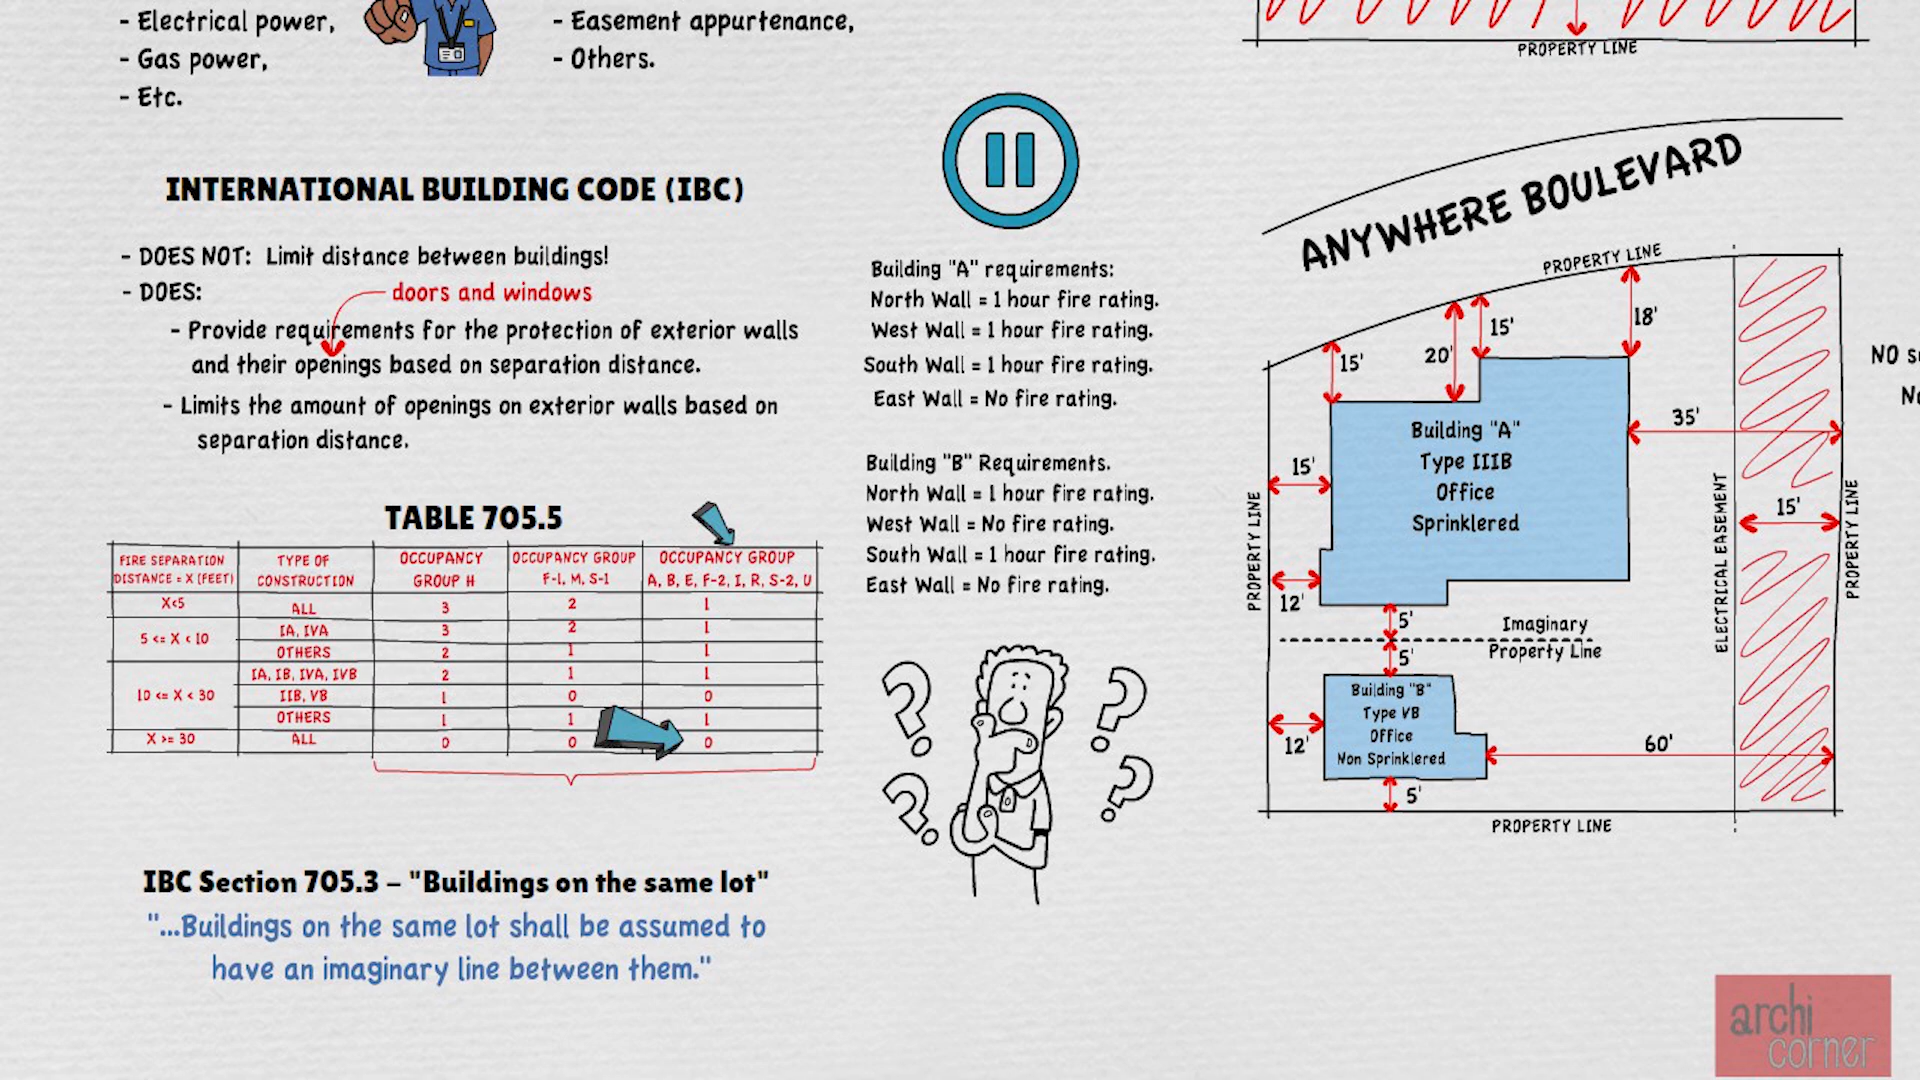 - Electrical power,
- Gas power,
- Etc.
- Easement appurtenance,
- Others.
PROPERTY LINE
INTERNATIONAL BUILDING CODE (IBC)
- DOES NOT: Limit distance between buildings!
- DOES:
doors and windows
- Provide requirements for the protection of exterior walls
and their openings based on separation distance.
- Limits the amount of openings on exterior walls based on
separation distance.
TABLE 705.5
FIRE SEPARATION DISTANCE = X (FEET) TYPE OF CONSTRUCTION OCCUPANCY GROUP H OCCUPANCY GROUP F-1, M, S-1 OCCUPANCY GROUP A, B, E, F-2, I, R, S-2, U
X<5 ALL 3 2 1
5 <= X < 10 IA, IVA 3 2 1
OTHERS 2 1 1
10 <= X < 30 IA, IB, IVA, IVB 2 1 1
IIB, VB 1 0 0
OTHERS 1 1 1
X >= 30 ALL 0 0 0
IBC Section 705.3 – "Buildings on the same lot"
"...Buildings on the same lot shall be assumed to
have an imaginary line between them."
Building "A" requirements:
North Wall = 1 hour fire rating.
West Wall = 1 hour fire rating.
South Wall = 1 hour fire rating.
East Wall = No fire rating.
Building "B" Requirements.
North Wall = 1 hour fire rating.
West Wall = No fire rating.
South Wall = 1 hour fire rating.
East Wall = No fire rating.
? ?
? ?
ANYWHERE BOULEVARD
PROPERTY LINE
15'
20'
15'
18'
Building "A"
Type IIIB
Office
Sprinklered
35'
15'
15'
12'
PROPERTY LINE
ELECTRICAL EASEMENT
PROPERTY LINE
5'
Imaginary
Property Line
5'
Building "B"
Type VB
Office
Non Sprinklered
12'
60'
5'
PROPERTY LINE
NO
archi
corner